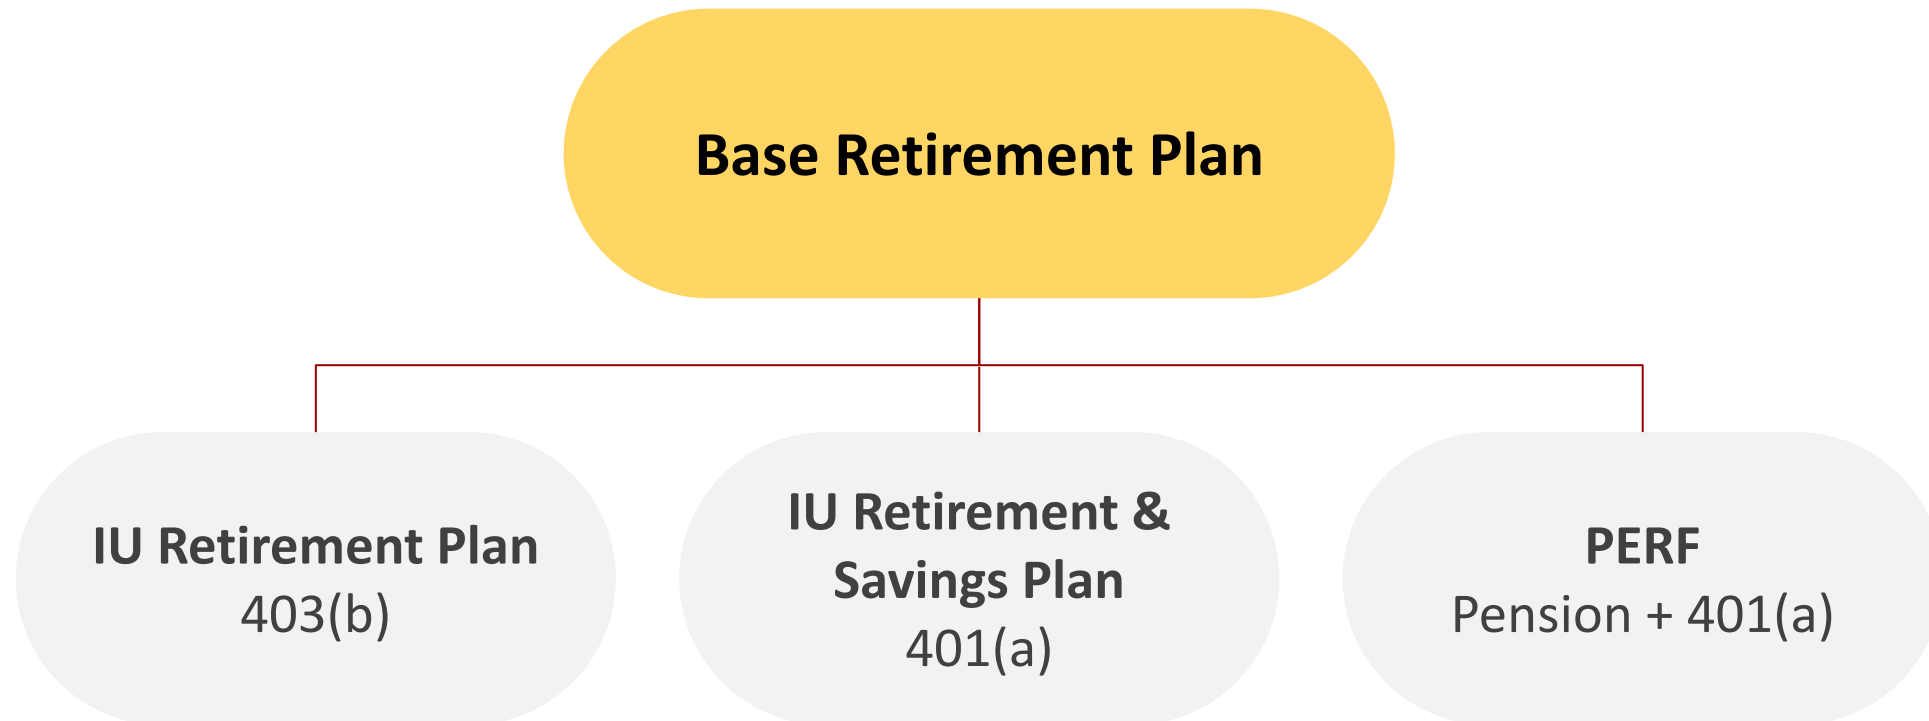 Base Retirement Plan
IU Retirement Plan
403(b)
IU Retirement &
Savings Plan
401(a)
PERF
Pension + 401(a)